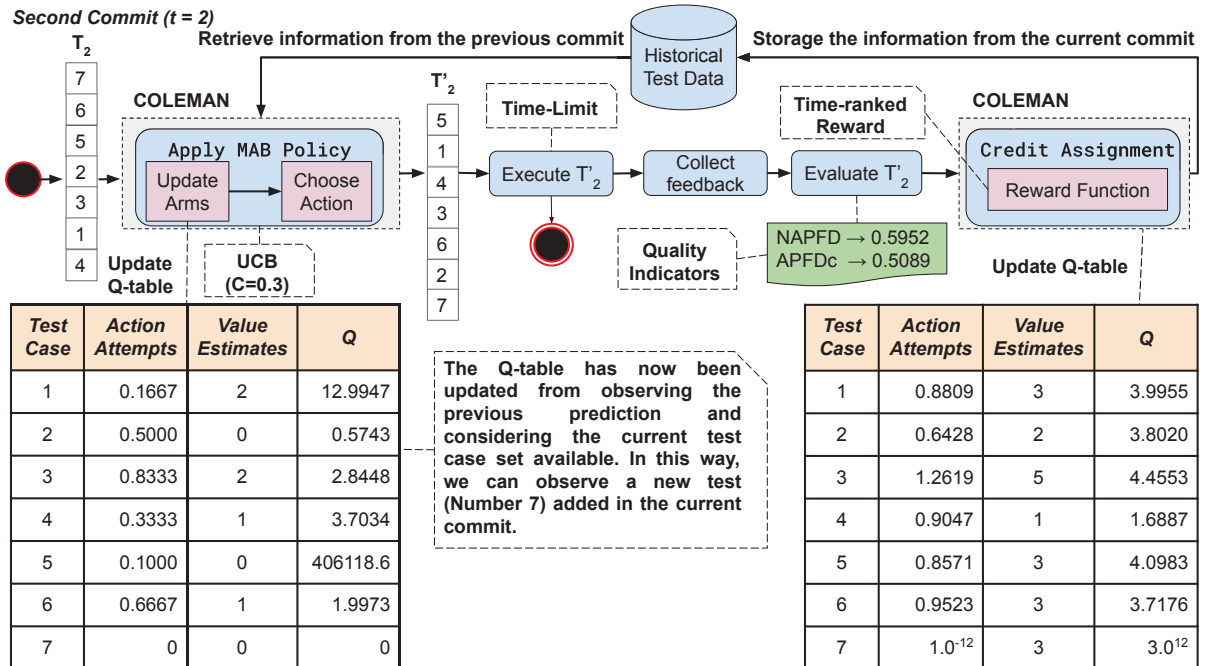 Second Commit (t = 2)
T2
7
6
5
2
3
1
4
Retrieve information from the previous commit
Historical
Test Data
Storage the information from the current commit
COLEMAN
Apply MAB Policy
Update
Arms
Choose
Action
UCB
(C=0.3)
Update
Q-table
T'2
5
1
4
3
6
2
7
Time-Limit
Execute T'2
Collect
feedback
Evaluate T'2
Time-ranked
Reward
Quality
Indicators
NAPFD → 0.5952
APFDc → 0.5089
COLEMAN
Credit Assignment
Reward Function
Update Q-table
Test Case Action Attempts Value Estimates Q
1 0.1667 2 12.9947
2 0.5000 0 0.5743
3 0.8333 2 2.8448
4 0.3333 1 3.7034
5 0.1000 0 406118.6
6 0.6667 1 1.9973
7 0 0 0
The Q-table has now been
updated from observing the
previous prediction and
considering the current test
case set available. In this way,
we can observe a new test
(Number 7) added in the current
commit.
Test Case Action Attempts Value Estimates Q
1 0.8809 3 3.9955
2 0.6428 2 3.8020
3 1.2619 5 4.4553
4 0.9047 1 1.6887
5 0.8571 3 4.0983
6 0.9523 3 3.7176
7 1.0⁻¹² 3 3.0¹²